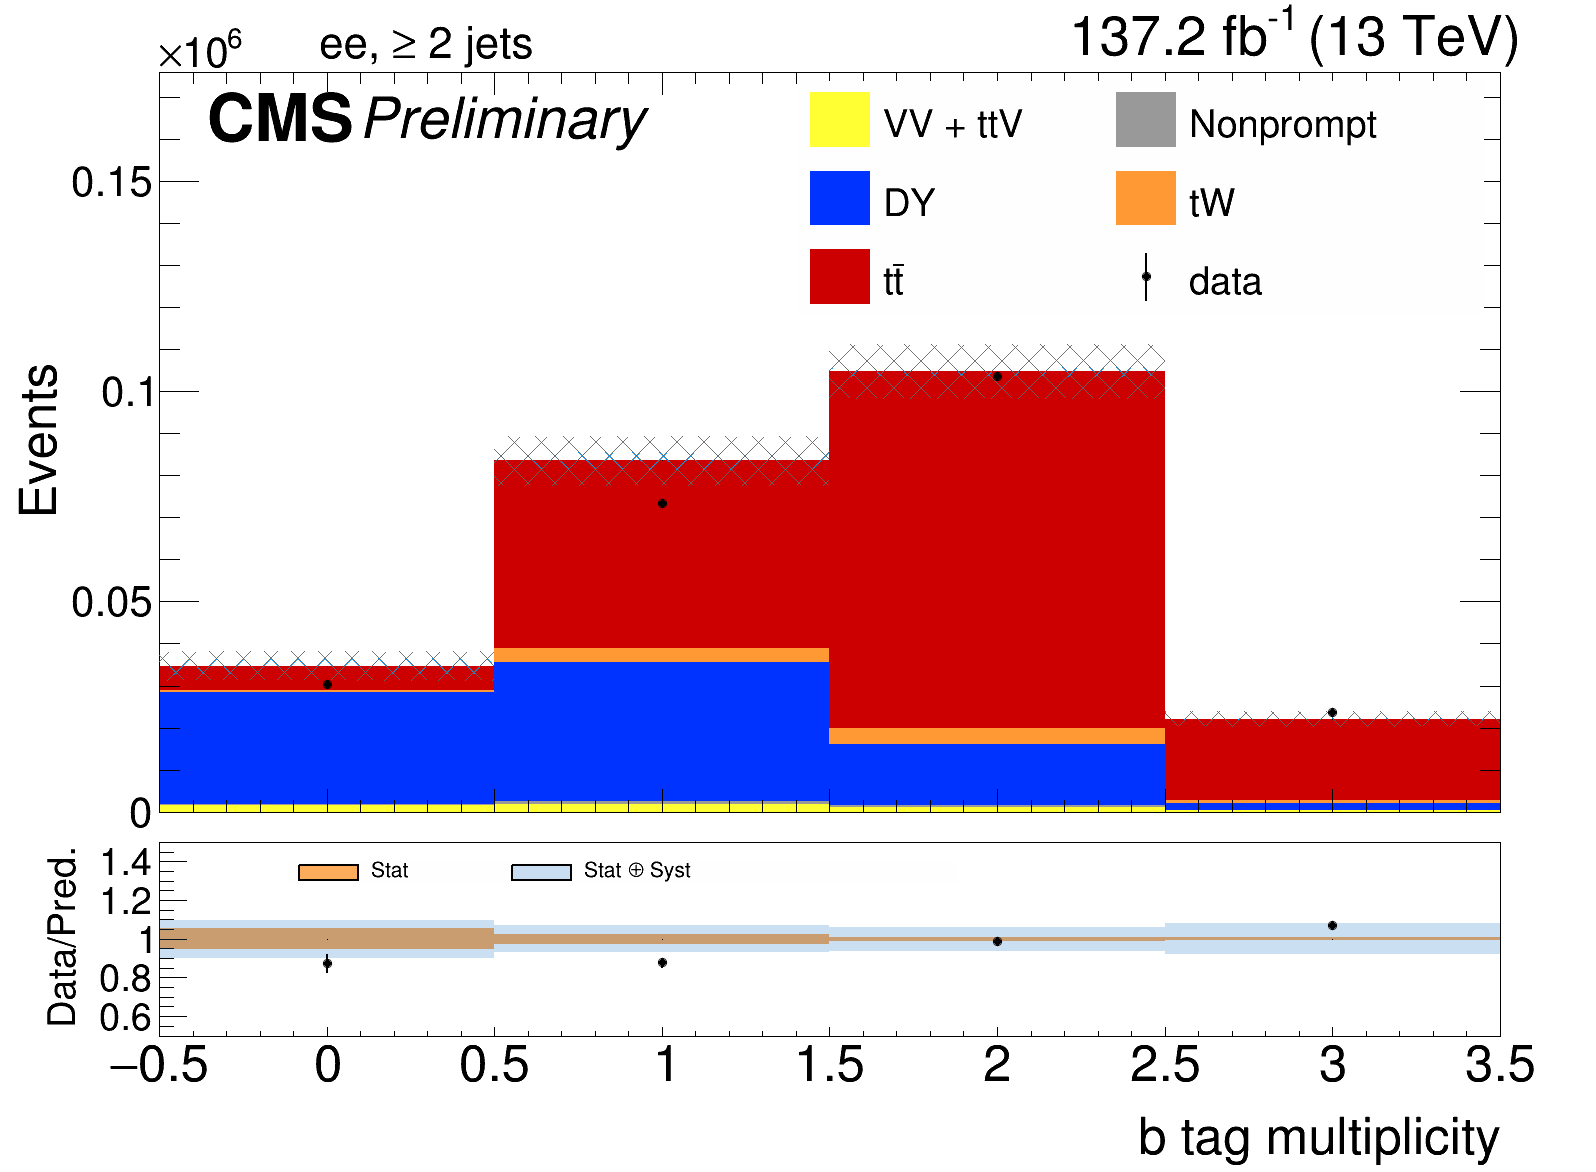 ×10⁶ ee, ≥ 2 jets 137.2 fb⁻¹ (13 TeV)
CMS Preliminary
VV + ttV Nonprompt
DY tW
tt̄ data
Events
0.15
0.1
0.05
0
Data/Pred.
Stat Stat ⊕ Syst
1.4
1.2
1
0.8
0.6
−0.5 0 0.5 1 1.5 2 2.5 3 3.5
b tag multiplicity